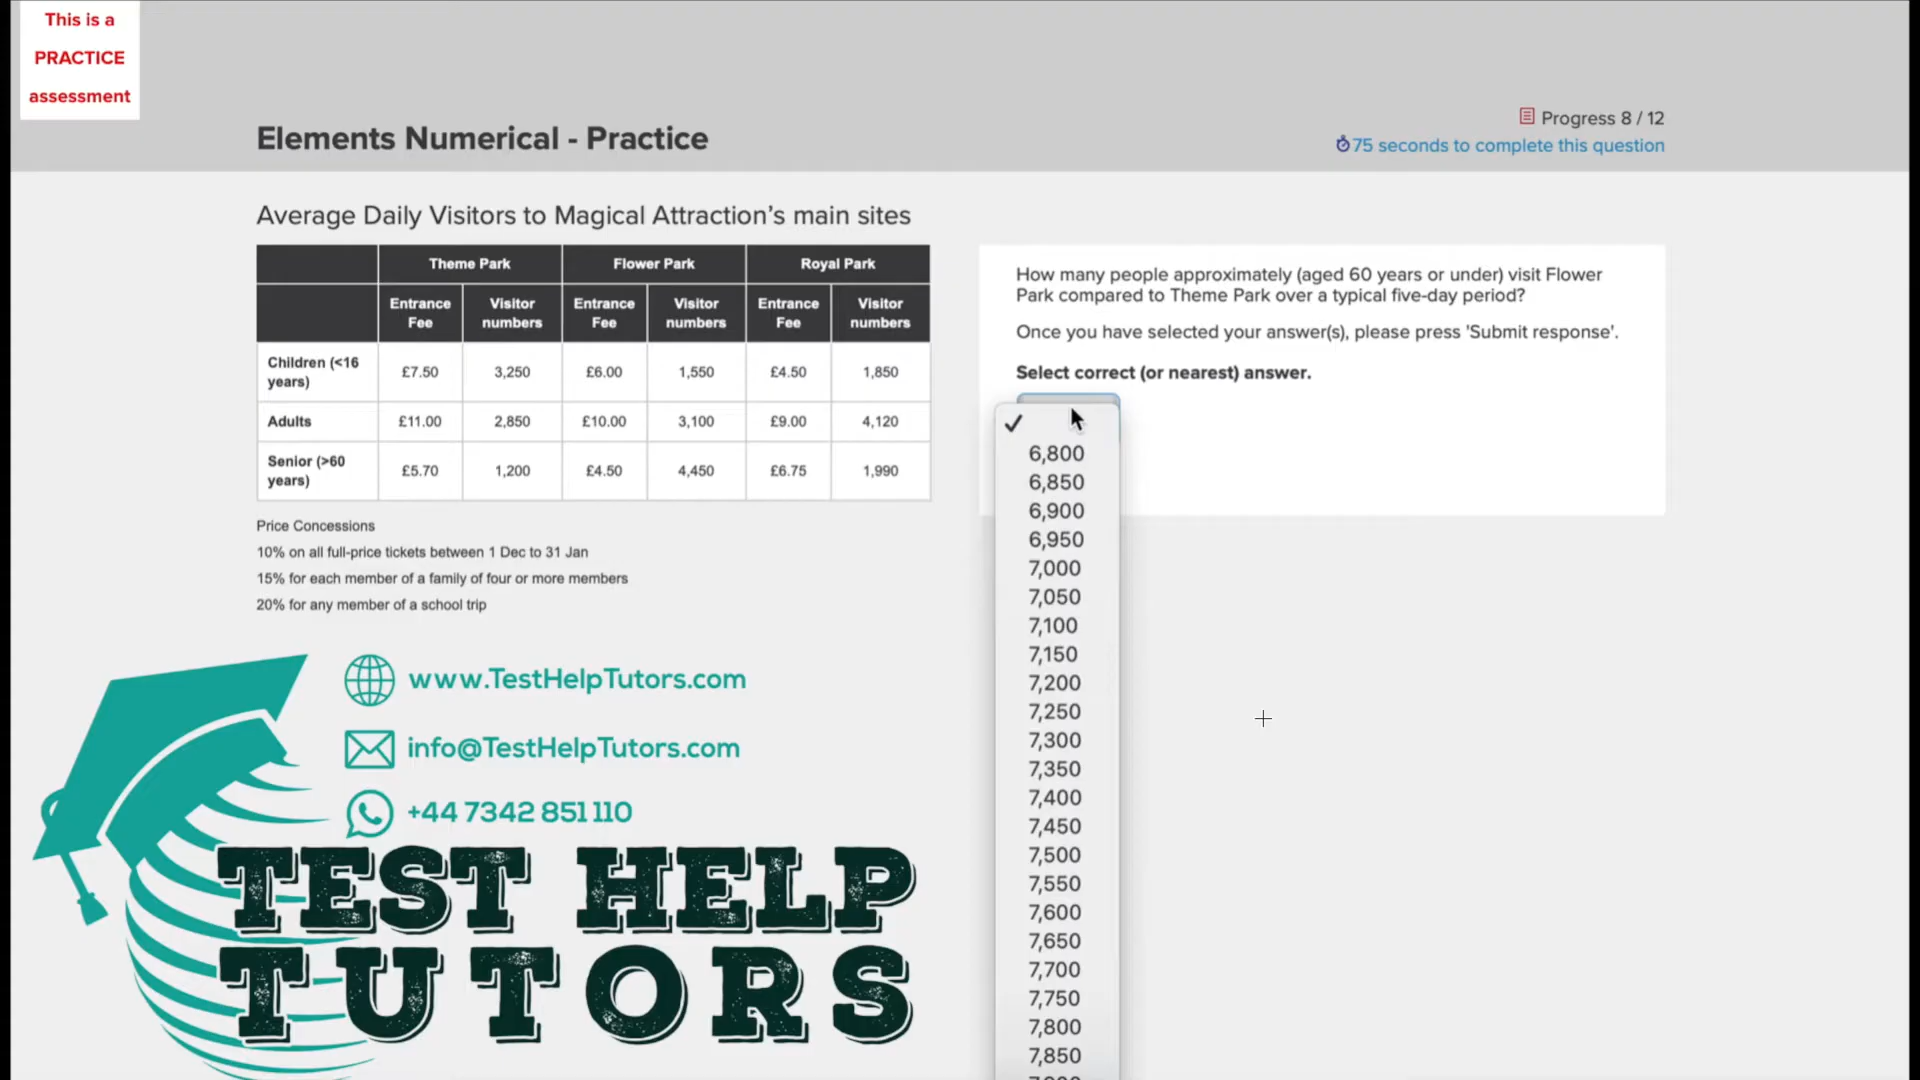 This is a
PRACTICE
assessment
Elements Numerical - Practice
Progress 8 / 12
75 seconds to complete this question
Average Daily Visitors to Magical Attraction’s main sites
Theme Park Flower Park Royal Park
Entrance Fee Visitor numbers Entrance Fee Visitor numbers Entrance Fee Visitor numbers
Children (<16 years) £7.50 3,250 £6.00 1,550 £4.50 1,850
Adults £11.00 2,850 £10.00 3,100 £9.00 4,120
Senior (>60 years) £5.70 1,200 £4.50 4,450 £6.75 1,990
Price Concessions
10% on all full-price tickets between 1 Dec to 31 Jan
15% for each member of a family of four or more members
20% for any member of a school trip
How many people approximately (aged 60 years or under) visit Flower
Park compared to Theme Park over a typical five-day period?
Once you have selected your answer(s), please press 'Submit response'.
Select correct (or nearest) answer.
6,800
6,850
6,900
6,950
7,000
7,050
7,100
7,150
7,200
7,250
7,300
7,350
7,400
7,450
7,500
7,550
7,600
7,650
7,700
7,750
7,800
7,850
www.TestHelpTutors.com
info@TestHelpTutors.com
+44 7342 851 110
TEST HELP
TUTORS